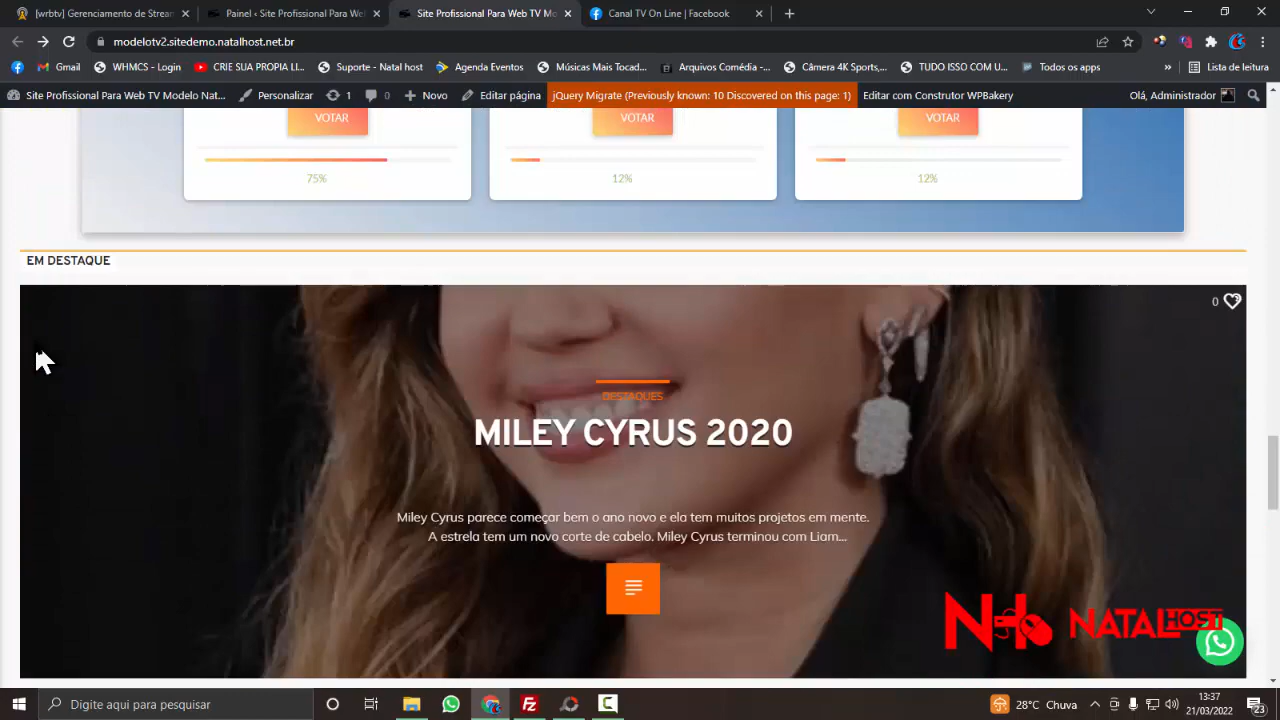 [wrbtv] Gerenciamento de Stream
Painel ‹ Site Profissional Para Wel
Site Profissional Para Web TV Mo
Canal TV On Line | Facebook
modelotv2.sitedemo.natalhost.net.br
Gmail
WHMCS - Login
CRIE SUA PROPIA LI...
Suporte - Natal host
Agenda Eventos
Músicas Mais Tocad...
Arquivos Comédia -...
Câmera 4K Sports,...
TUDO ISSO COM U...
Todos os apps
»
Lista de leitura
Site Profissional Para Web TV Modelo Nat...
Personalizar
1
0
Novo
Editar página
jQuery Migrate (Previously known: 10 Discovered on this page: 1)
Editar com Construtor WPBakery
Olá, Administrador
VOTAR
VOTAR
VOTAR
75%
12%
12%
EM DESTAQUE
0
DESTAQUES
MILEY CYRUS 2020
Miley Cyrus parece começar bem o ano novo e ela tem muitos projetos em mente.
A estrela tem um novo corte de cabelo. Miley Cyrus terminou com Liam...
NH NATALHOST
Digite aqui para pesquisar
28°C Chuva
13:37
21/03/2022
23